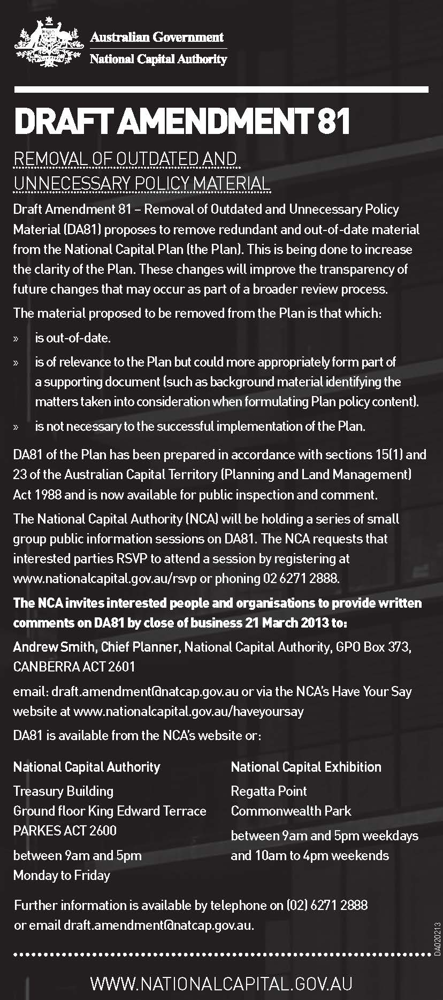 Australian Government
National Capital Authority
DRAFT AMENDMENT 81
REMOVAL OF OUTDATED AND
UNNECESSARY POLICY MATERIAL
Draft Amendment 81 – Removal of Outdated and Unnecessary Policy
Material (DA81) proposes to remove redundant and out-of-date material
from the National Capital Plan (the Plan). This is being done to increase
the clarity of the Plan. These changes will improve the transparency of
future changes that may occur as part of a broader review process.
The material proposed to be removed from the Plan is that which:
» is out-of-date.
» is of relevance to the Plan but could more appropriately form part of
a supporting document (such as background material identifying the
matters taken into consideration when formulating Plan policy content).
» is not necessary to the successful implementation of the Plan.
DA81 of the Plan has been prepared in accordance with sections 15(1) and
23 of the Australian Capital Territory (Planning and Land Management)
Act 1988 and is now available for public inspection and comment.
The National Capital Authority (NCA) will be holding a series of small
group public information sessions on DA81. The NCA requests that
interested parties RSVP to attend a session by registering at
www.nationalcapital.gov.au/rsvp or phoning 02 6271 2888.
The NCA invites interested people and organisations to provide written
comments on DA81 by close of business 21 March 2013 to:
Andrew Smith, Chief Planner, National Capital Authority, GPO Box 373,
CANBERRA ACT 2601
email: draft.amendment@natcap.gov.au or via the NCA's Have Your Say
website at www.nationalcapital.gov.au/haveyoursay
DA81 is available from the NCA's website or:
National Capital Authority
Treasury Building
Ground floor King Edward Terrace
PARKES ACT 2600
between 9am and 5pm
Monday to Friday
National Capital Exhibition
Regatta Point
Commonwealth Park
between 9am and 5pm weekdays
and 10am to 4pm weekends
Further information is available by telephone on (02) 6271 2888
or email draft.amendment@natcap.gov.au.
DA020213
WWW.NATIONALCAPITAL.GOV.AU